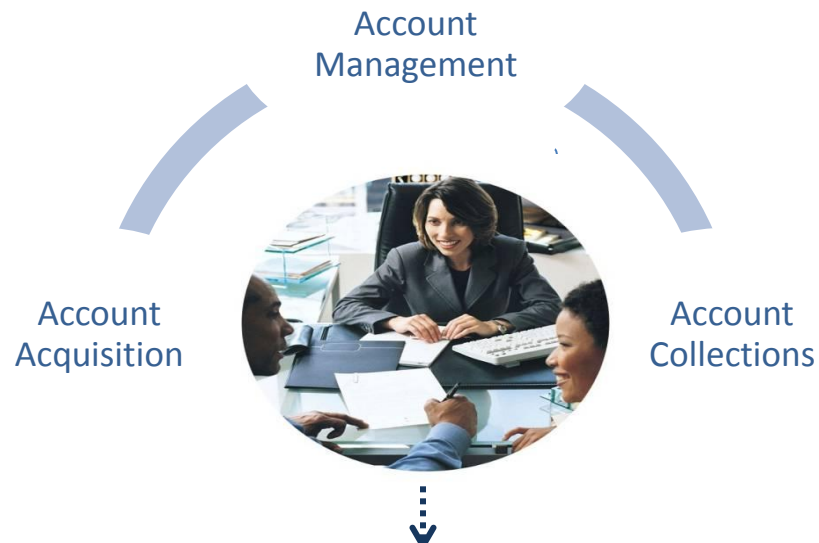 Account
Management
Account
Acquisition
Account
Collections